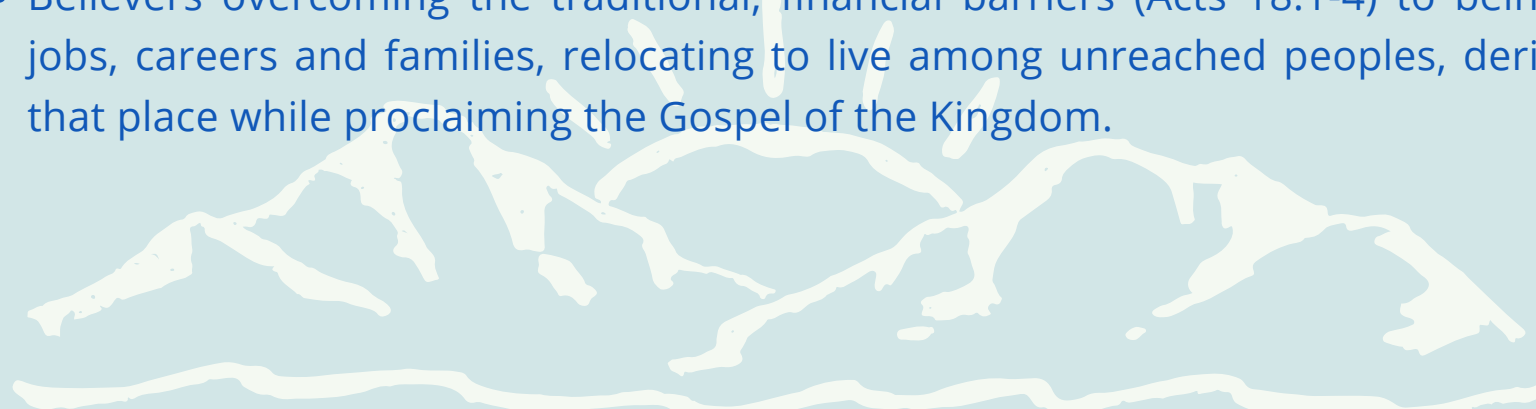 Believers overcoming the traditional, financial barriers (Acts 18:1-4) to
jobs, careers and families, relocating to live among unreached peoples,
that place while proclaiming the Gospel of the Kingdom.